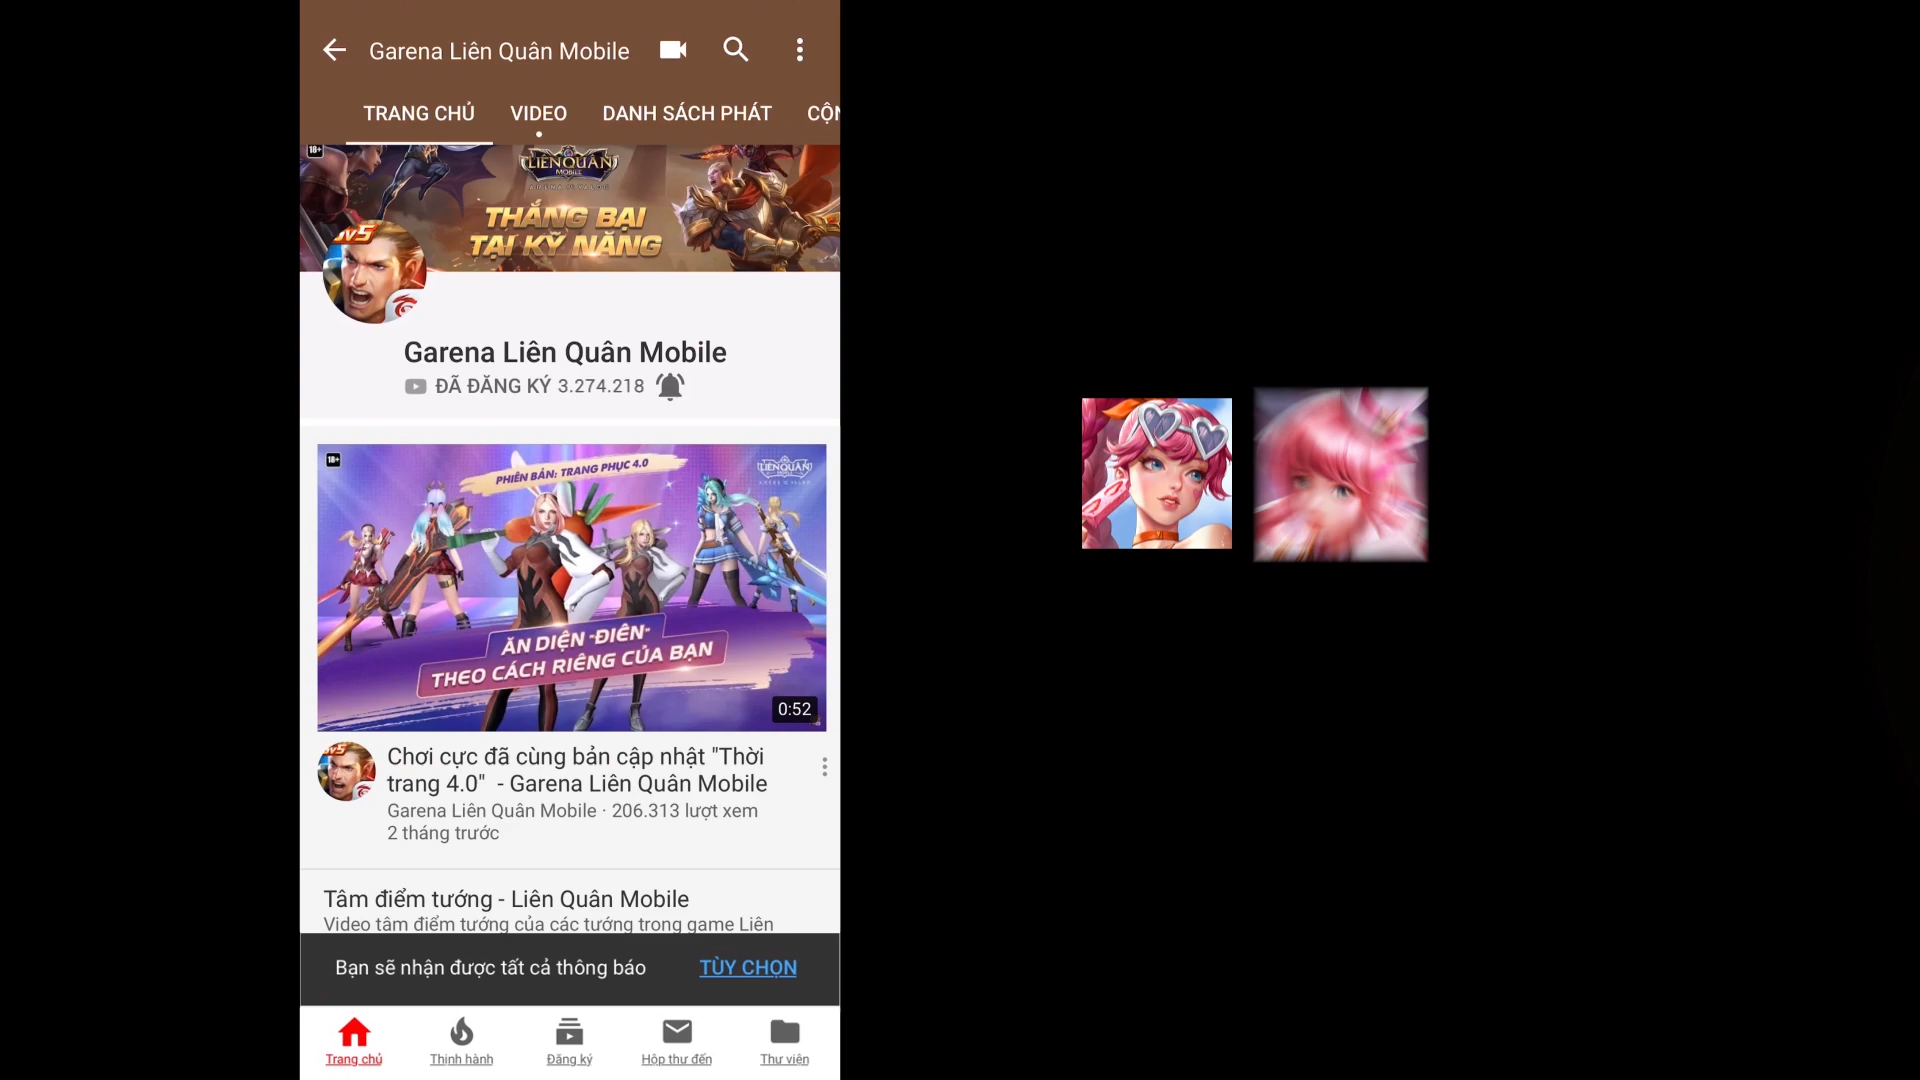 Garena Liên Quân Mobile
TRANG CHỦ VIDEO DANH SÁCH PHÁT CỘN
18+
LIÊN QUÂN
MOBILE
THẮNG BẠI
TẠI KỸ NĂNG
JV5
Garena Liên Quân Mobile
ĐÃ ĐĂNG KÝ 3.274.218
18+
PHIÊN BẢN: TRANG PHỤC 4.0
LIÊN QUÂN
ĂN DIỆN "ĐIÊN"
THEO CÁCH RIÊNG CỦA BẠN
0:52
Chơi cực đã cùng bản cập nhật "Thời
trang 4.0" - Garena Liên Quân Mobile
Garena Liên Quân Mobile · 206.313 lượt xem
2 tháng trước
Tâm điểm tướng - Liên Quân Mobile
Video tâm điểm tướng của các tướng trong game Liên
Bạn sẽ nhận được tất cả thông báo TÙY CHỌN
Trang chủ Thịnh hành Đăng ký Hộp thư đến Thư viện